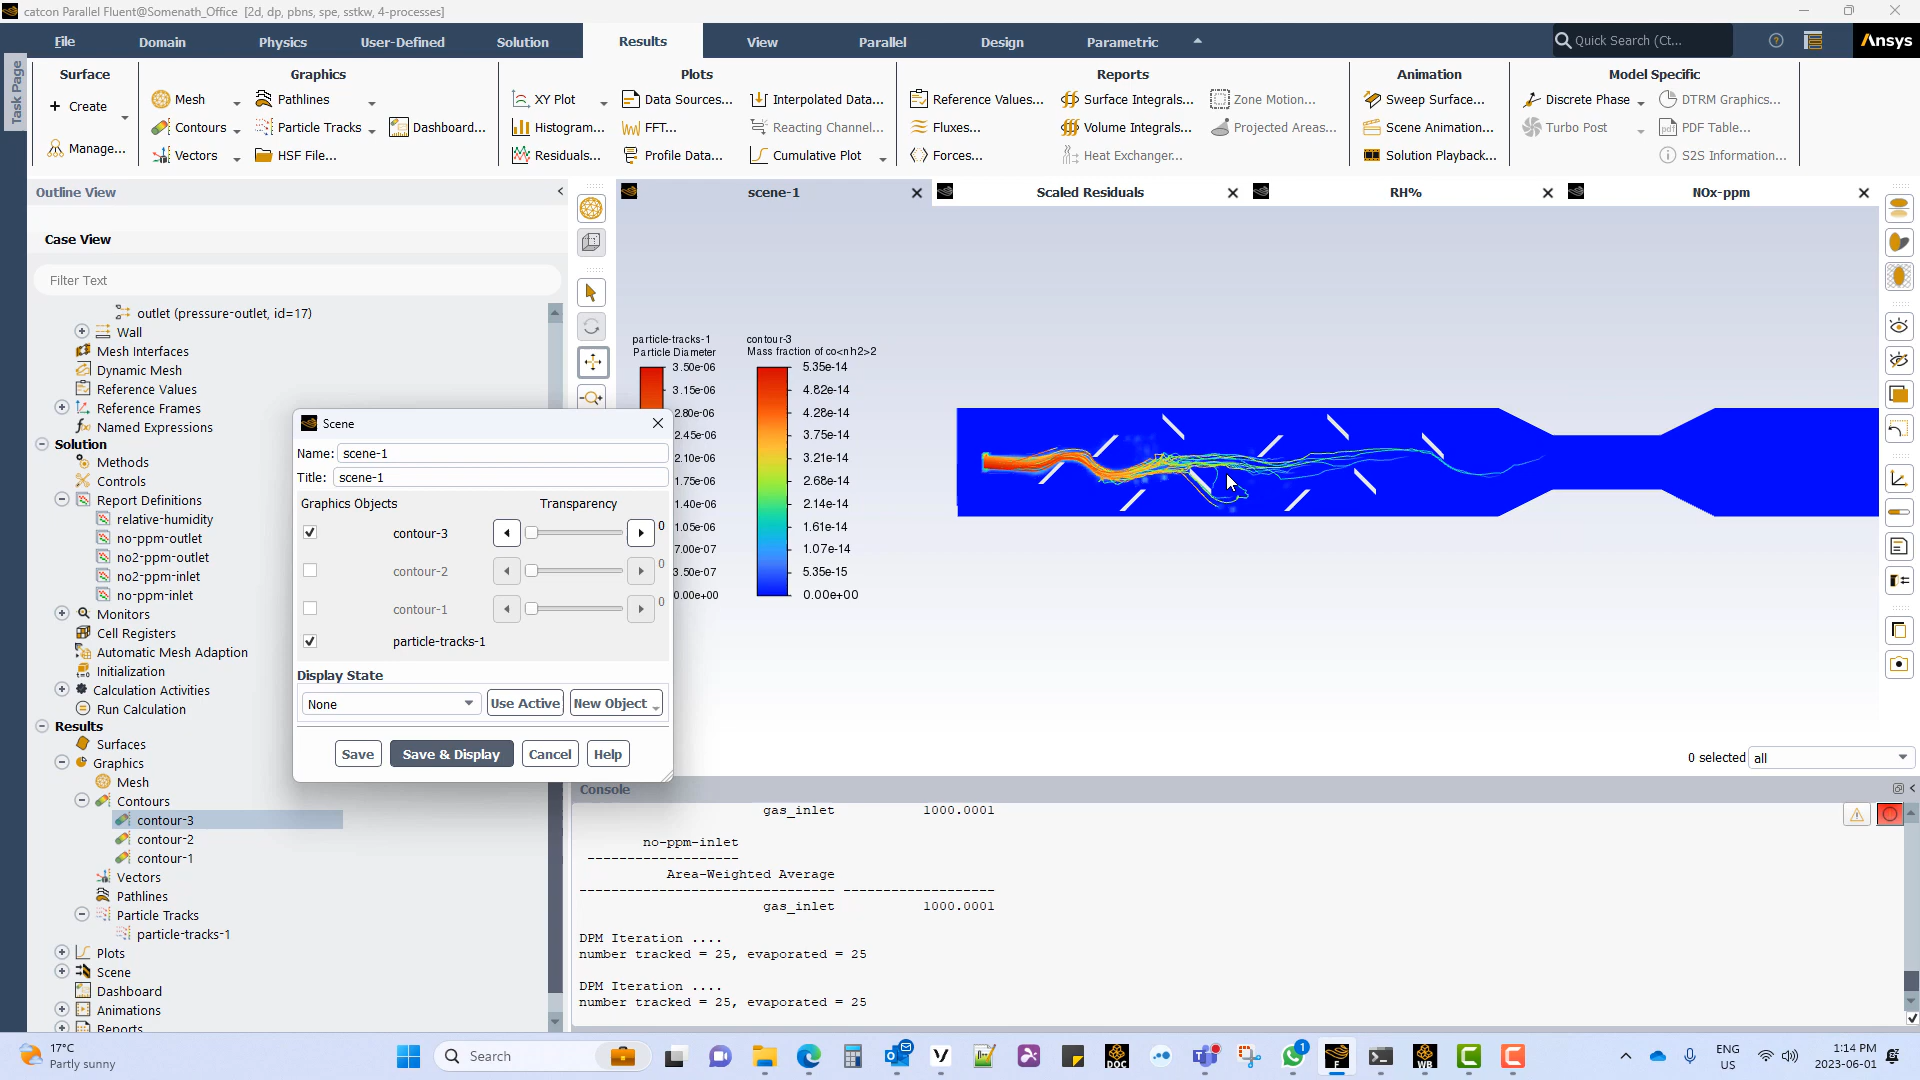 catcon Parallel Fluent@Somenath_Office [2d, dp, pbns, spe, sstkw, 4-processes]
File
Domain
Physics
User-Defined
Solution
Results
View
Parallel
Design
Parametric
Quick Search (Ct...
Ansys
Task Page
Surface
Graphics
Plots
Reports
Animation
Model Specific
Create
Manage...
Mesh
Contours
Vectors
Pathlines
Particle Tracks
HSF File...
Dashboard...
XY Plot
Histogram...
Residuals...
Data Sources...
FFT...
Profile Data...
Interpolated Data...
Reacting Channel...
Cumulative Plot
Reference Values...
Fluxes...
Forces...
Surface Integrals...
Volume Integrals...
Heat Exchanger...
Zone Motion...
Projected Areas...
Sweep Surface...
Scene Animation...
Solution Playback...
Discrete Phase
Turbo Post
DTRM Graphics...
PDF Table...
S2S Information...
Outline View
Case View
Filter Text
outlet (pressure-outlet, id=17)
Wall
Mesh Interfaces
Dynamic Mesh
Reference Values
Reference Frames
Named Expressions
Solution
Methods
Controls
Report Definitions
relative-humidity
no-ppm-outlet
no2-ppm-outlet
no2-ppm-inlet
no-ppm-inlet
Monitors
Cell Registers
Automatic Mesh Adaption
Initialization
Calculation Activities
Run Calculation
Results
Surfaces
Graphics
Mesh
Contours
contour-3
contour-2
contour-1
Vectors
Pathlines
Particle Tracks
particle-tracks-1
Plots
Scene
Dashboard
Animations
Reports
scene-1
Scaled Residuals
RH%
NOx-ppm
particle-tracks-1
Particle Diameter
3.50e-06
3.15e-06
2.80e-06
2.45e-06
2.10e-06
1.75e-06
1.40e-06
1.05e-06
7.00e-07
3.50e-07
0.00e+00
contour-3
Mass fraction of co<nh2>2
5.35e-14
4.82e-14
4.28e-14
3.75e-14
3.21e-14
2.68e-14
2.14e-14
1.61e-14
1.07e-14
5.35e-15
0.00e+00
Scene
Name: scene-1
Title: scene-1
Graphics Objects
Transparency
contour-3 0
contour-2 0
contour-1 0
particle-tracks-1
Display State
None
Use Active
New Object
Save
Save & Display
Cancel
Help
0 selected all
Console
gas_inlet 1000.0001
no-ppm-inlet
-------------------
Area-Weighted Average
-------------------------------- -------------------
gas_inlet 1000.0001
DPM Iteration ....
number tracked = 25, evaporated = 25
DPM Iteration ....
number tracked = 25, evaporated = 25
17°C
Partly sunny
Search
DOC
WB
1
ENG
US
1:14 PM
2023-06-01